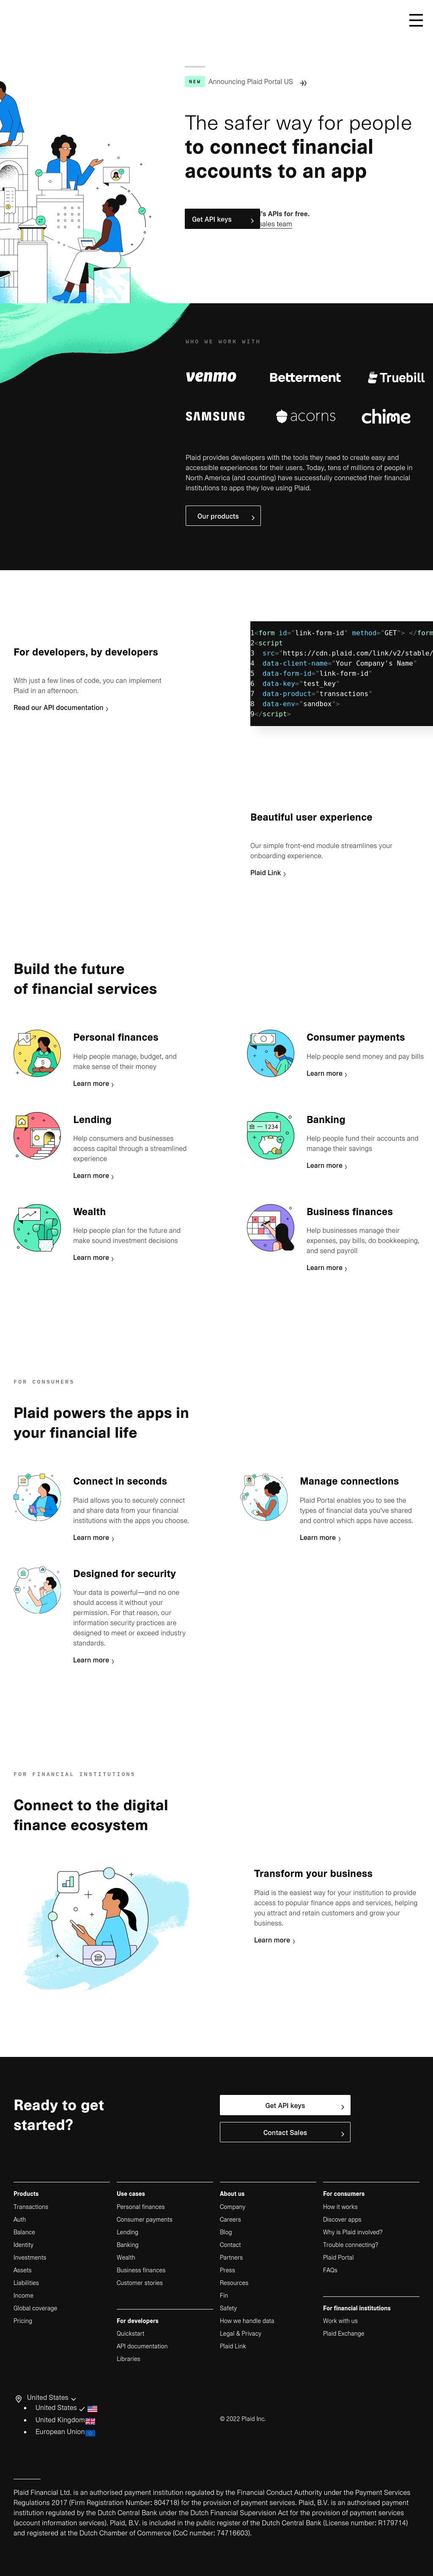 NEW Announcing Plaid Portal US
The safer way for people
to connect financial
accounts to an app
Get API keys
's APIs for free.
sales team
WHO WE WORK WITH
venmo Betterment Truebill
SAMSUNG acorns chime
Plaid provides developers with the tools they need to create easy and
accessible experiences for their users. Today, tens of millions of people in
North America (and counting) have successfully connected their financial
institutions to apps they love using Plaid.
Our products
For developers, by developers
With just a few lines of code, you can implement
Plaid in an afternoon.
Read our API documentation
1<form id="link-form-id" method="GET"> </form
2<script
3 src="https://cdn.plaid.com/link/v2/stable/
4 data-client-name="Your Company's Name"
5 data-form-id="link-form-id"
6 data-key="test_key"
7 data-product="transactions"
8 data-env="sandbox">
9</script>
Beautiful user experience
Our simple front-end module streamlines your
onboarding experience.
Plaid Link
Build the future
of financial services
Personal finances
Help people manage, budget, and
make sense of their money
Learn more
Consumer payments
Help people send money and pay bills
Learn more
Lending
Help consumers and businesses
access capital through a streamlined
experience
Learn more
1234
Banking
Help people fund their accounts and
manage their savings
Learn more
Wealth
Help people plan for the future and
make sound investment decisions
Learn more
Business finances
Help businesses manage their
expenses, pay bills, do bookkeeping,
and send payroll
Learn more
FOR CONSUMERS
Plaid powers the apps in
your financial life
Connect in seconds
Plaid allows you to securely connect
and share data from your financial
institutions with the apps you choose.
Learn more
Manage connections
Plaid Portal enables you to see the
types of financial data you've shared
and control which apps have access.
Learn more
Designed for security
Your data is powerful—and no one
should access it without your
permission. For that reason, our
information security practices are
designed to meet or exceed industry
standards.
Learn more
FOR FINANCIAL INSTITUTIONS
Connect to the digital
finance ecosystem
Transform your business
Plaid is the easiest way for your institution to provide
access to popular finance apps and services, helping
you attract and retain customers and grow your
business.
Learn more
Ready to get
started?
Get API keys
Contact Sales
Products
Transactions
Auth
Balance
Identity
Investments
Assets
Liabilities
Income
Global coverage
Pricing
Use cases
Personal finances
Consumer payments
Lending
Banking
Wealth
Business finances
Customer stories
For developers
Quickstart
API documentation
Libraries
About us
Company
Careers
Blog
Contact
Partners
Press
Resources
Fin
Safety
How we handle data
Legal & Privacy
Plaid Link
For consumers
How it works
Discover apps
Why is Plaid involved?
Trouble connecting?
Plaid Portal
FAQs
For financial institutions
Work with us
Plaid Exchange
United States
• United States
• United Kingdom
• European Union
© 2022 Plaid Inc.
Plaid Financial Ltd. is an authorised payment institution regulated by the Financial Conduct Authority under the Payment Services
Regulations 2017 (Firm Registration Number: 804718) for the provision of payment services. Plaid, B.V. is an authorised payment
institution regulated by the Dutch Central Bank under the Dutch Financial Supervision Act for the provision of payment services
(account information services). Plaid, B.V. is included in the public register of the Dutch Central Bank (License number: R179714)
and registered at the Dutch Chamber of Commerce (CoC number: 74716603).